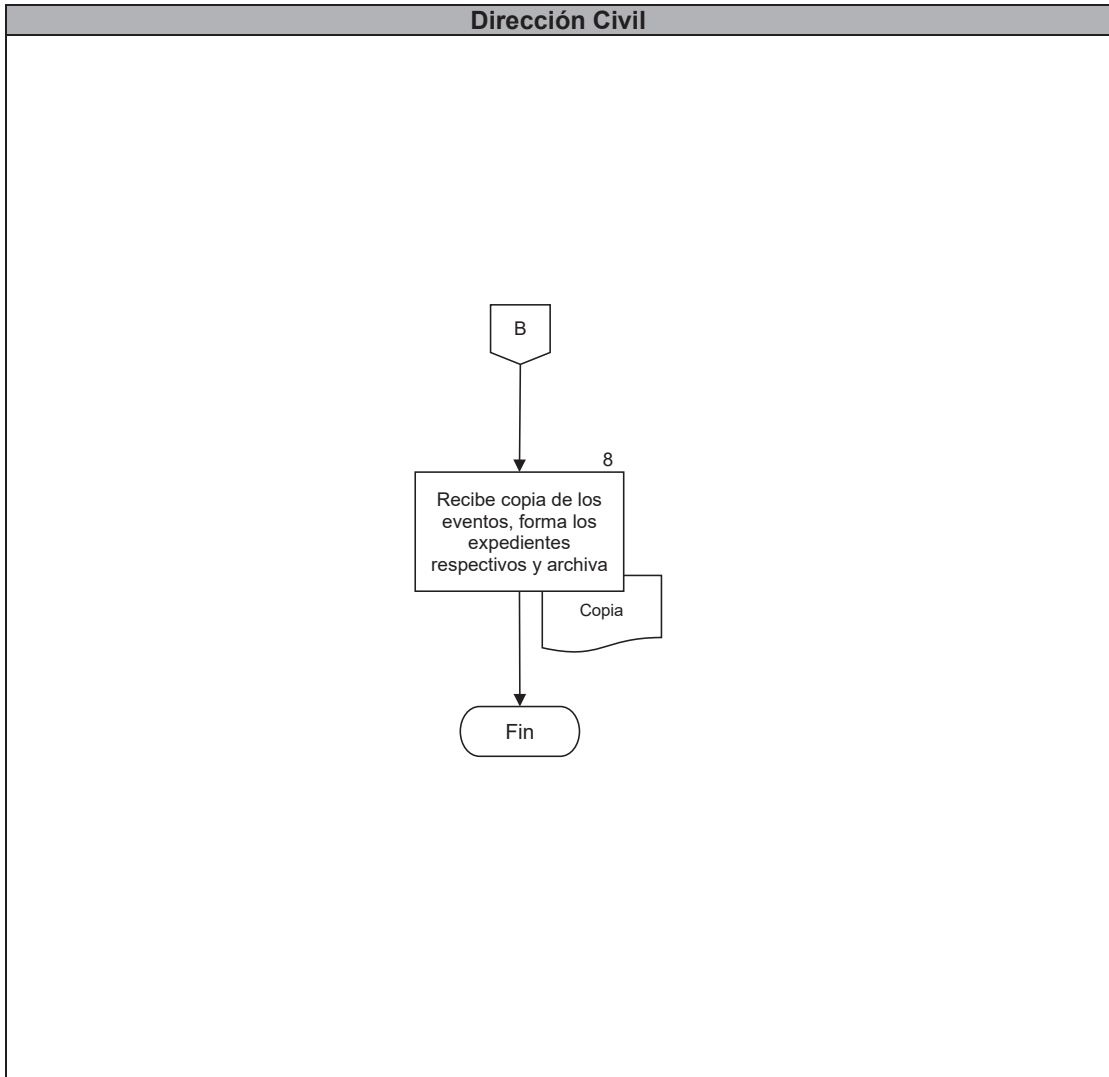 Dirección Civil
B
8
Recibe copia de los
eventos, forma los
expedientes
respectivos y archiva
Copia
Fin